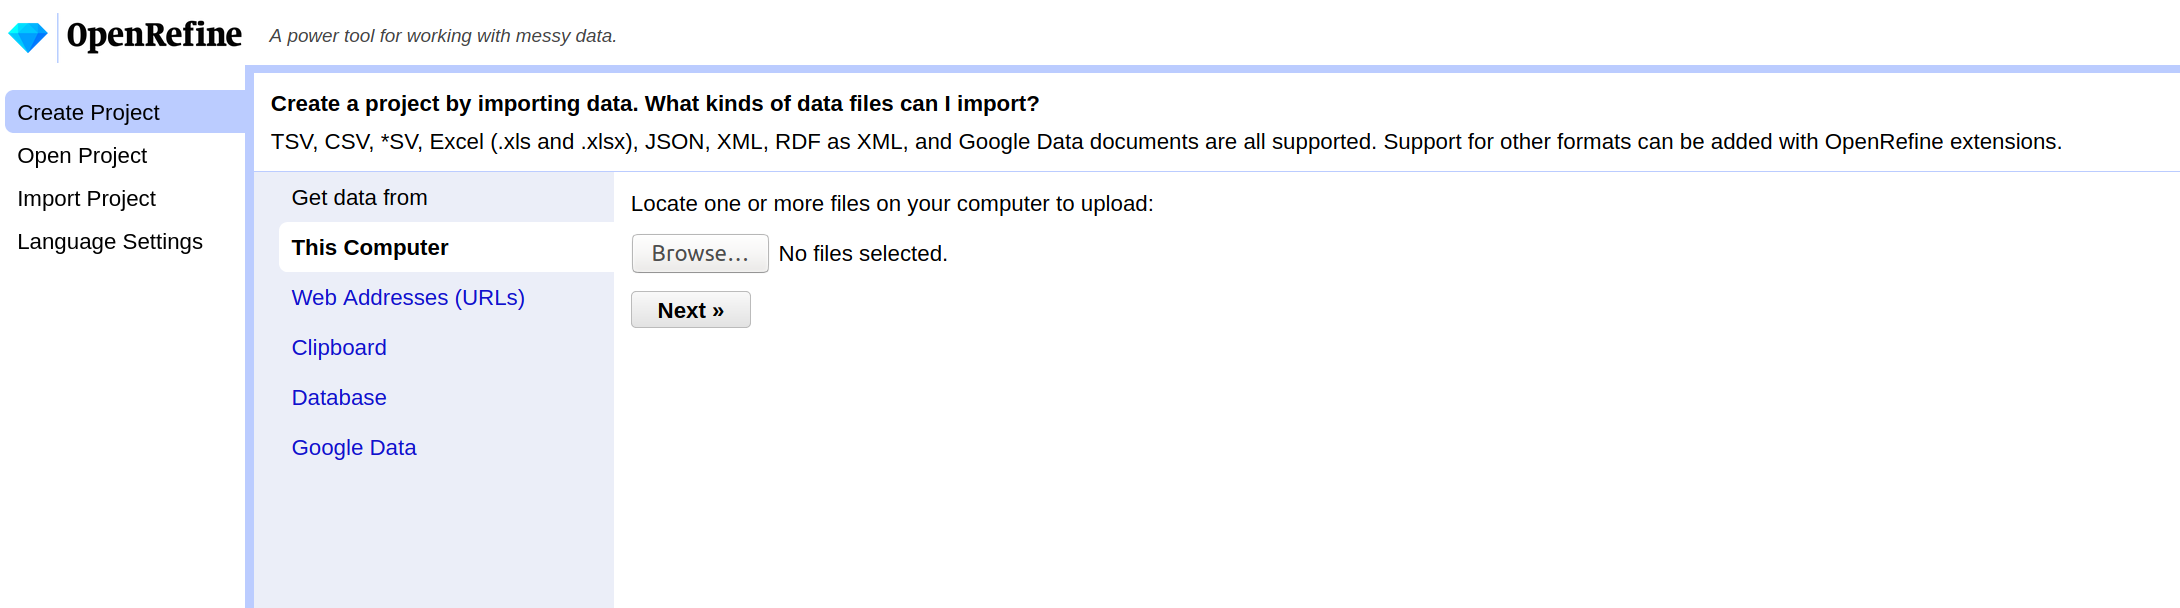 OpenRefine
A power tool for working with messy data.
Create Project
Open Project
Import Project
Language Settings
Create a project by importing data. What kinds of data files can I import?
TSV, CSV, *SV, Excel (.xls and .xlsx), JSON, XML, RDF as XML, and Google Data documents are all supported. Support for other formats can be added with OpenRefine extensions.
Get data from
This Computer
Web Addresses (URLs)
Clipboard
Database
Google Data
Locate one or more files on your computer to upload:
Browse... No files selected.
Next »